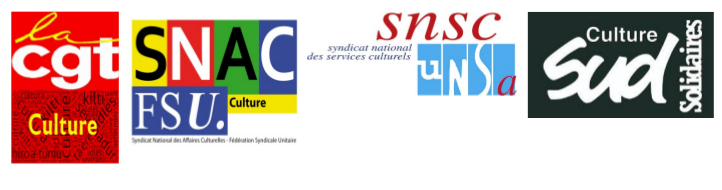 la
cgt
Culture
SNAC
FSU.
Culture
Syndicat National des Affaires Culturelles - Fédération Syndicale Unitaire
snsc
syndicat national
des services culturels
UNSa
Culture
Sud
Solidaires